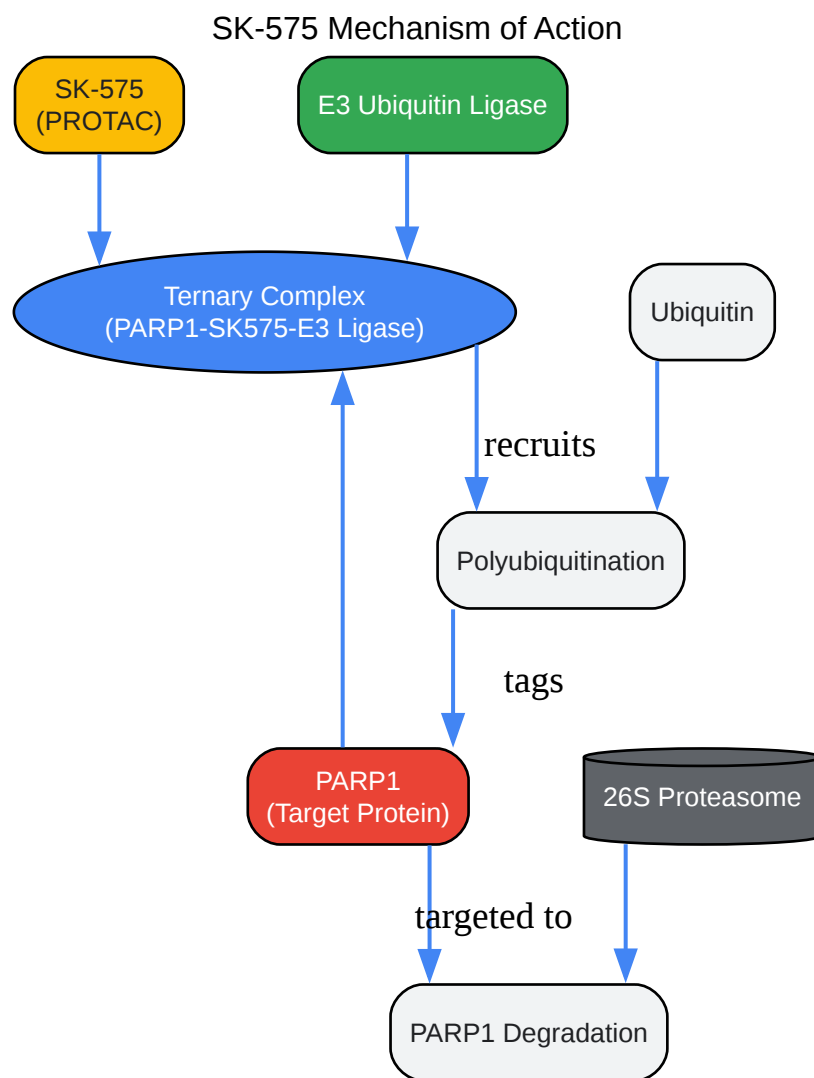 SK-575 Mechanism of Action
SK-575
(PROTAC)
E3 Ubiquitin Ligase
Ternary Complex
(PARP1-SK575-E3 Ligase)
Ubiquitin
recruits
Polyubiquitination
tags
PARP1
(Target Protein)
26S Proteasome
targeted to
PARP1 Degradation